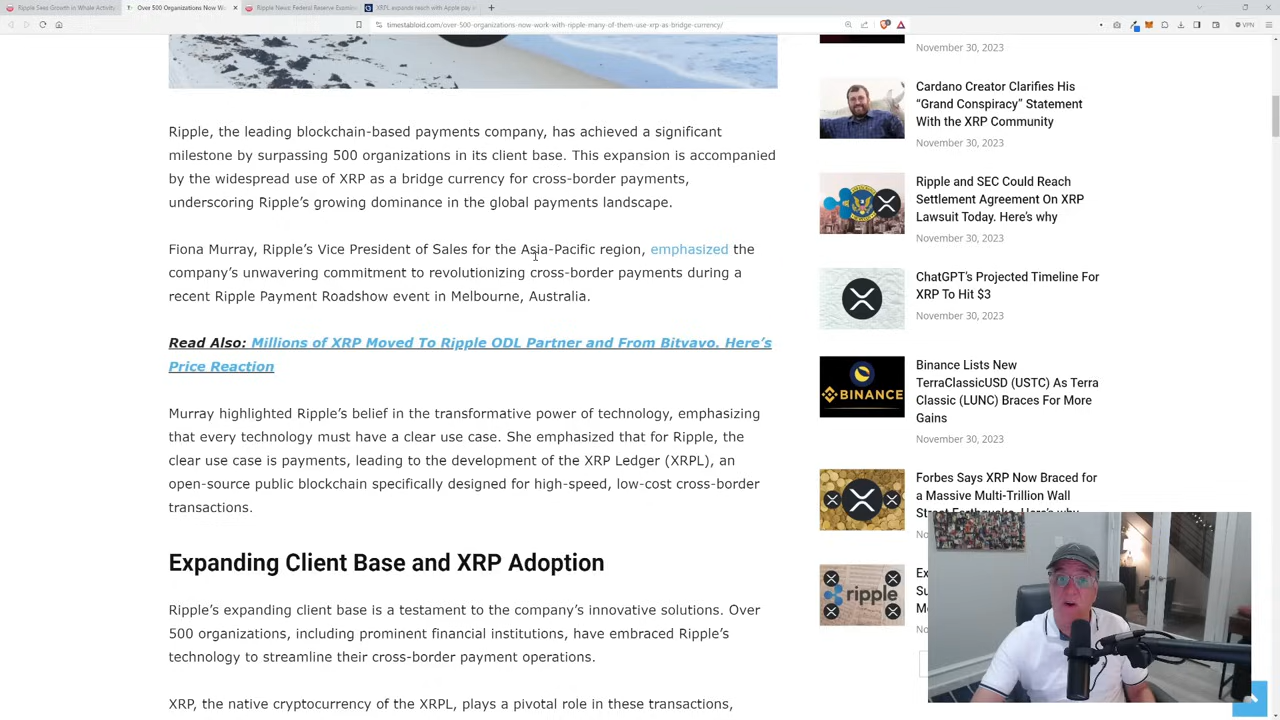 Ripple Sees Growth in Whale Activity
Over 500 Organizations Now Wo
Ripple News: Federal Reserve Examin
XRPL expands reach with Apple pay i
timestabloid.com/over-500-organizations-now-work-with-ripple-many-of-them-use-xrp-as-bridge-currency/
VPN
Ripple, the leading blockchain-based payments company, has achieved a significant
milestone by surpassing 500 organizations in its client base. This expansion is accompanied
by the widespread use of XRP as a bridge currency for cross-border payments,
underscoring Ripple's growing dominance in the global payments landscape.
Fiona Murray, Ripple's Vice President of Sales for the Asia-Pacific region, emphasized the
company's unwavering commitment to revolutionizing cross-border payments during a
recent Ripple Payment Roadshow event in Melbourne, Australia.
Read Also: Millions of XRP Moved To Ripple ODL Partner and From Bitvavo. Here's
Price Reaction
Murray highlighted Ripple's belief in the transformative power of technology, emphasizing
that every technology must have a clear use case. She emphasized that for Ripple, the
clear use case is payments, leading to the development of the XRP Ledger (XRPL), an
open-source public blockchain specifically designed for high-speed, low-cost cross-border
transactions.
Expanding Client Base and XRP Adoption
Ripple's expanding client base is a testament to the company's innovative solutions. Over
500 organizations, including prominent financial institutions, have embraced Ripple's
technology to streamline their cross-border payment operations.
XRP, the native cryptocurrency of the XRPL, plays a pivotal role in these transactions,
November 30, 2023
Cardano Creator Clarifies His
“Grand Conspiracy” Statement
With the XRP Community
November 30, 2023
Ripple and SEC Could Reach
Settlement Agreement On XRP
Lawsuit Today. Here's why
November 30, 2023
ChatGPT's Projected Timeline For
XRP To Hit $3
November 30, 2023
BINANCE
Binance Lists New
TerraClassicUSD (USTC) As Terra
Classic (LUNC) Braces For More
Gains
November 30, 2023
Forbes Says XRP Now Braced for
a Massive Multi-Trillion Wall
ripple